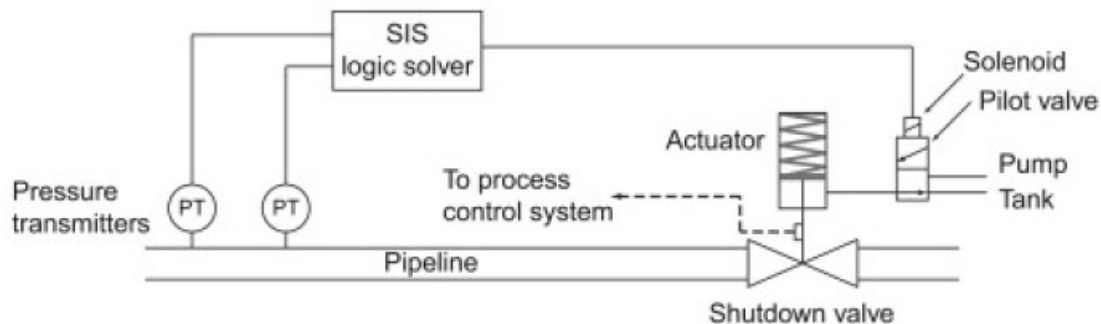 SIS
logic solver
Solenoid
Pilot valve
Actuator
Pump
Tank
To process
control system
Pressure
transmitters
PT
PT
Pipeline
Shutdown valve